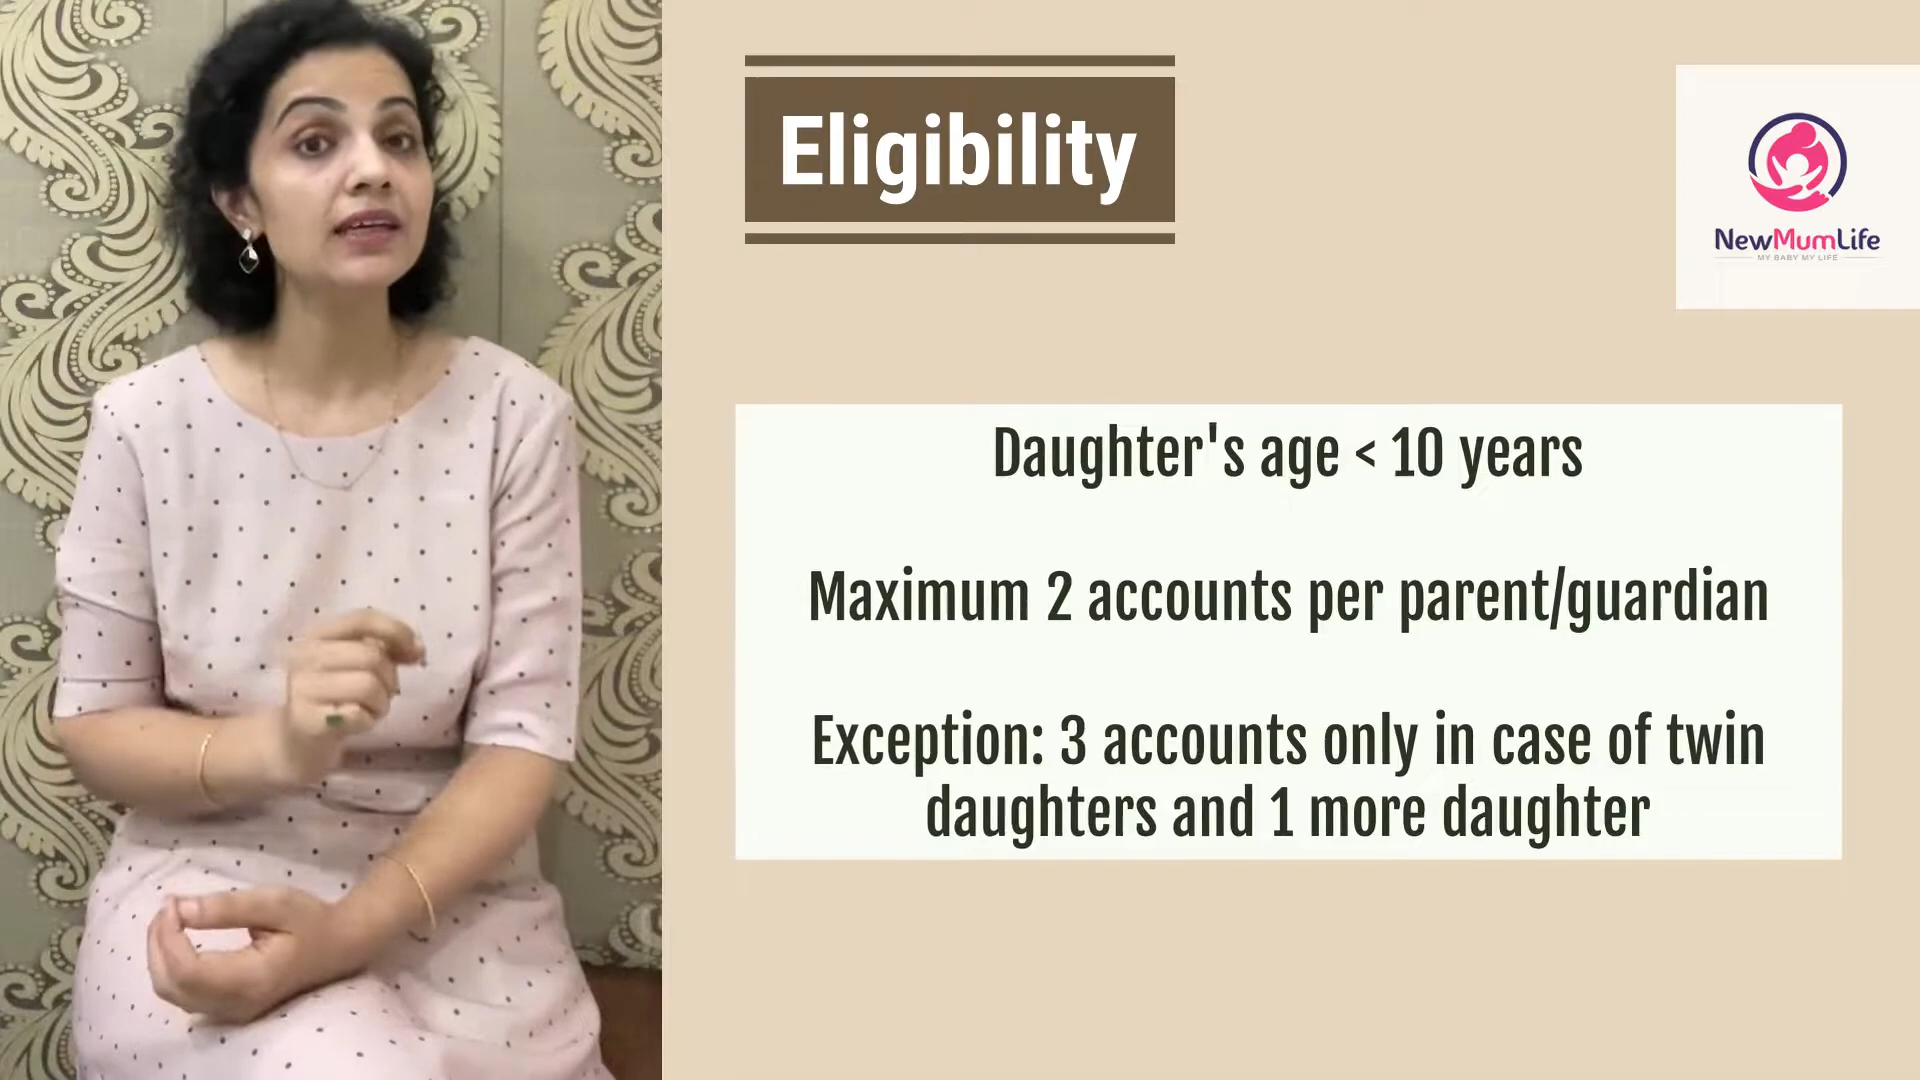 Eligibility
NewMumLife
MY BABY MY LIFE
Daughter's age < 10 years
Maximum 2 accounts per parent/guardian
Exception: 3 accounts only in case of twin
daughters and 1 more daughter